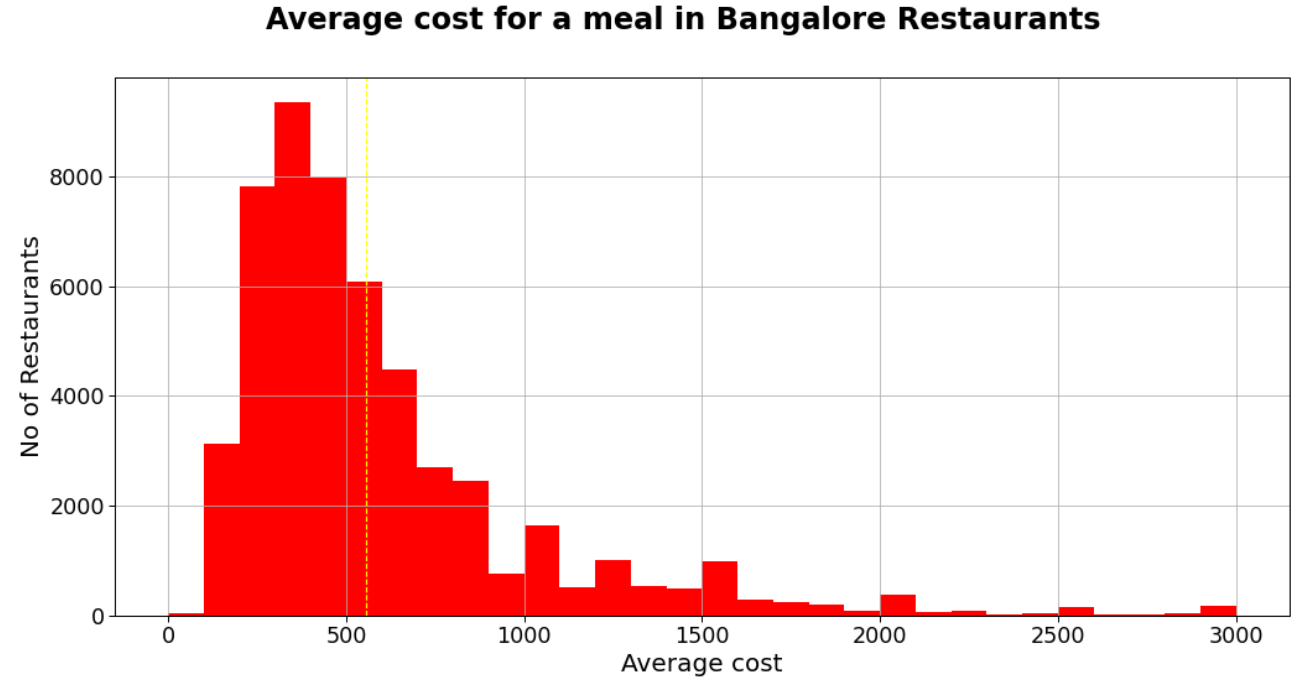 Average cost for a meal in Bangalore Restaurants
8000
6000
4000
2000
0
No of Restaurants
0 500 1000 1500 2000 2500 3000
Average cost